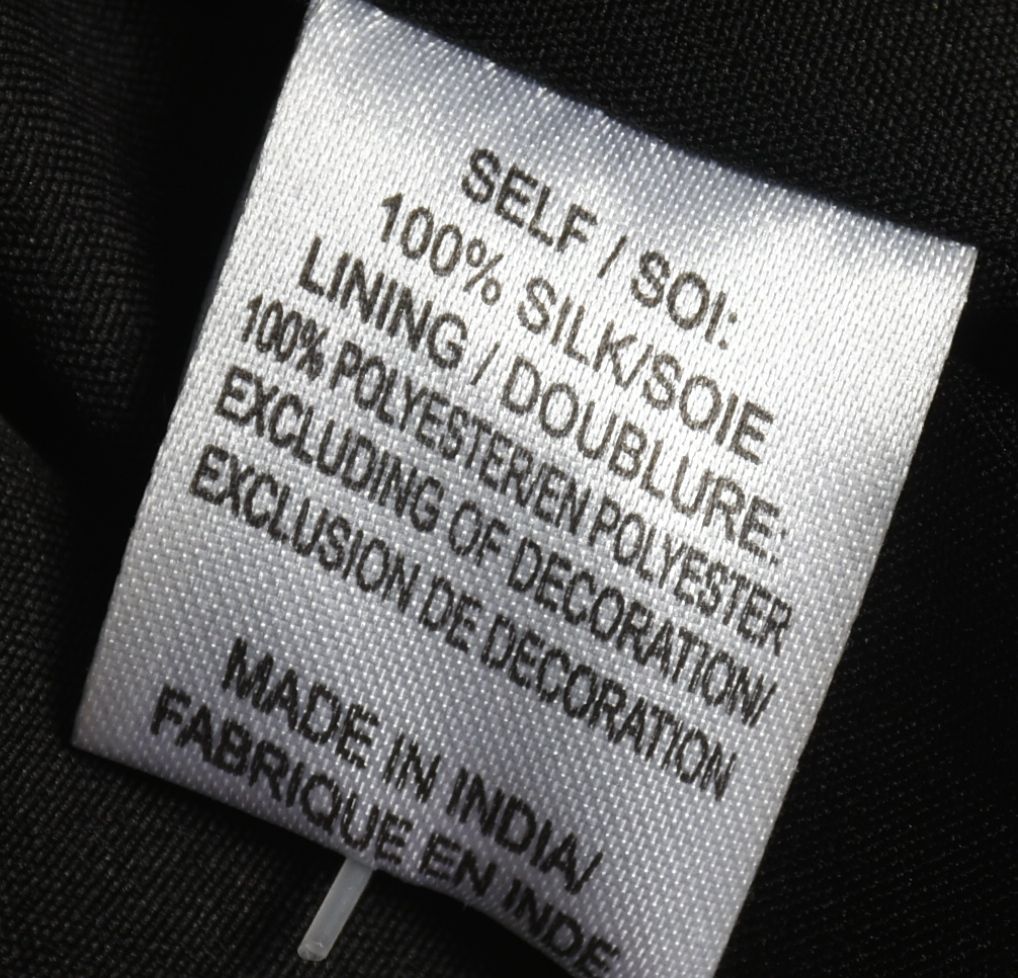 SELF / SOI:
100% SILK/SOIE
LINING / DOUBLURE:
100% POLYESTER/EN POLYESTER
EXCLUDING OF DECORATION/
EXCLUSION DE DECORATION
MADE IN INDIA/
FABRIQUE EN INDE